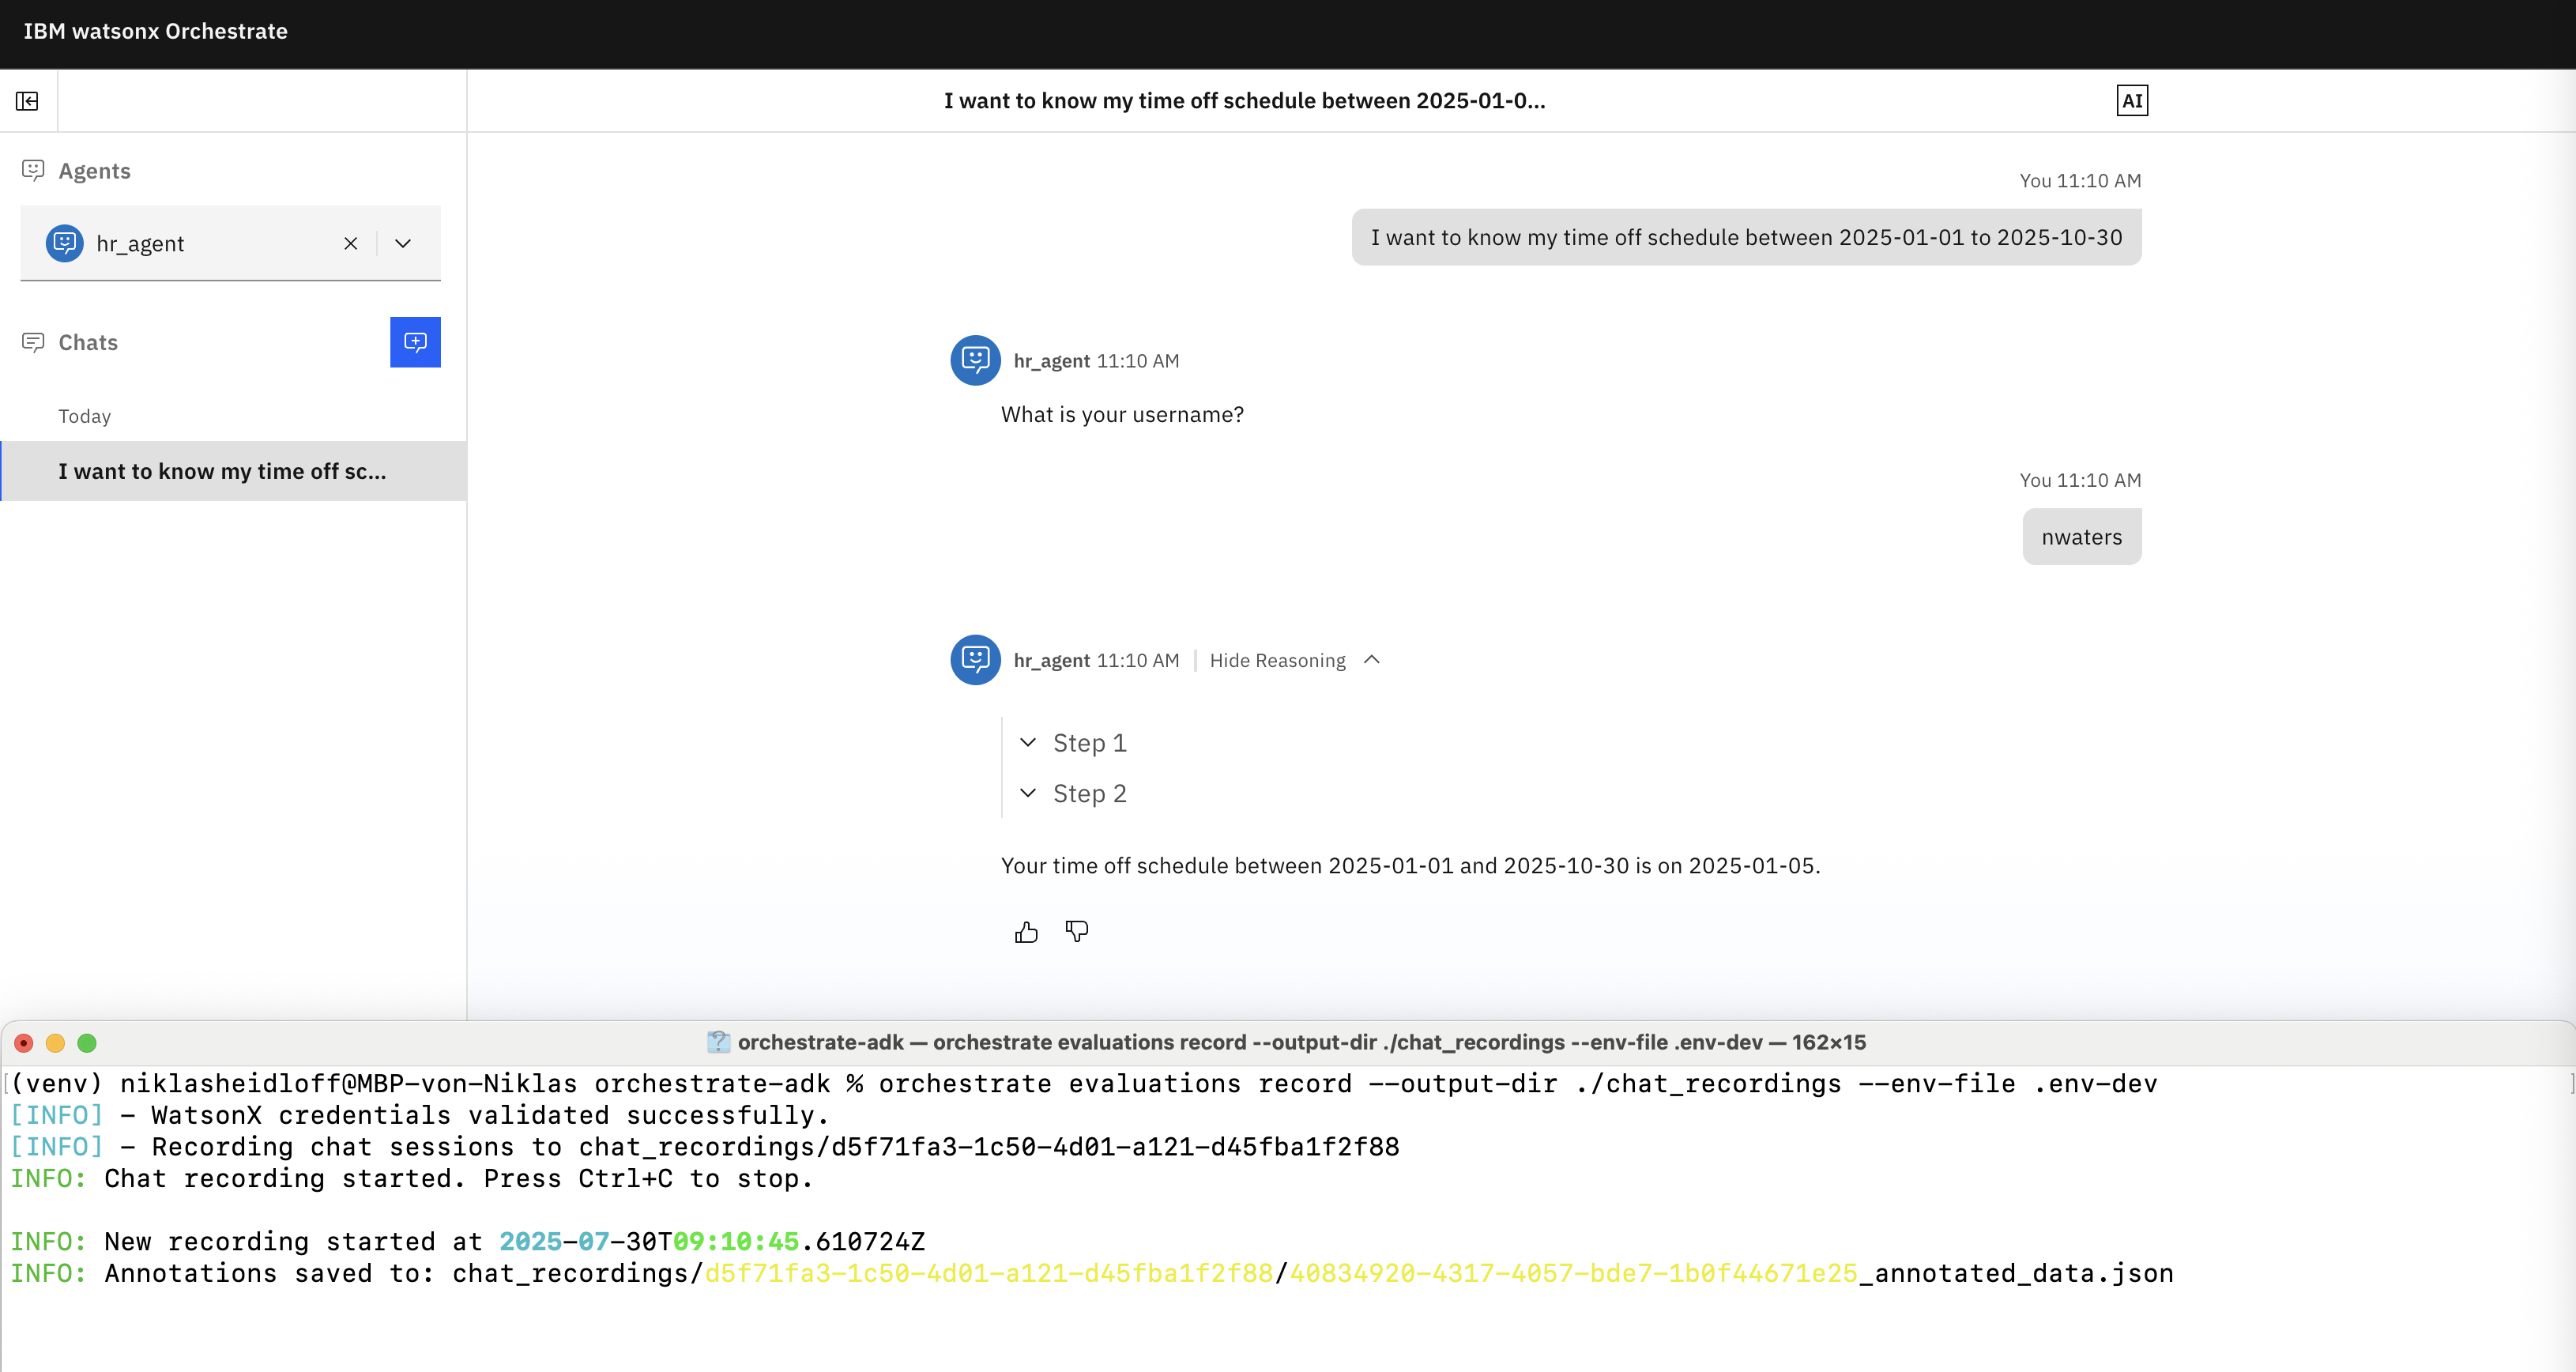 IBM watsonx Orchestrate
I want to know my time off schedule between 2025-01-0...
AI
Agents
hr_agent
Chats
Today
I want to know my time off sc...
You 11:10 AM
I want to know my time off schedule between 2025-01-01 to 2025-10-30
hr_agent 11:10 AM
What is your username?
You 11:10 AM
nwaters
hr_agent 11:10 AM | Hide Reasoning
Step 1
Step 2
Your time off schedule between 2025-01-01 and 2025-10-30 is on 2025-01-05.
orchestrate-adk — orchestrate evaluations record --output-dir ./chat_recordings --env-file .env-dev — 162×15
[(venv) niklasheidloff@MBP-von-Niklas orchestrate-adk % orchestrate evaluations record --output-dir ./chat_recordings --env-file .env-dev ]
[INFO] - WatsonX credentials validated successfully.
[INFO] - Recording chat sessions to chat_recordings/d5f71fa3-1c50-4d01-a121-d45fba1f2f88
INFO: Chat recording started. Press Ctrl+C to stop.
INFO: New recording started at 2025-07-30T09:10:45.610724Z
INFO: Annotations saved to: chat_recordings/d5f71fa3-1c50-4d01-a121-d45fba1f2f88/40834920-4317-4057-bde7-1b0f44671e25_annotated_data.json